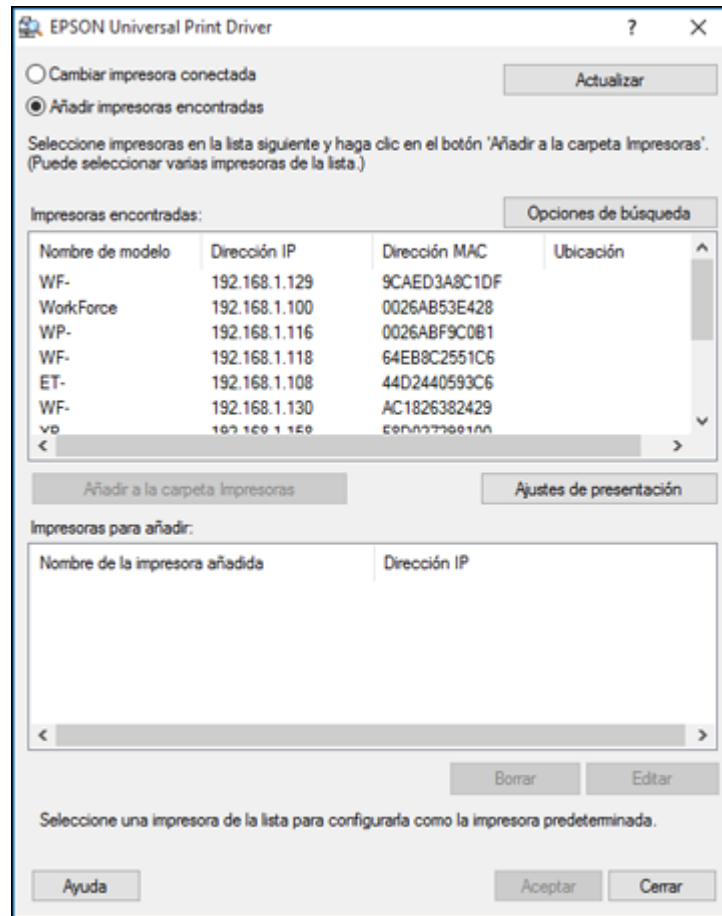 EPSON Universal Print Driver
Cambiar impresora conectada
Actualizar
Añadir impresoras encontradas
Seleccione impresoras en la lista siguiente y haga clic en el botón 'Añadir a la carpeta Impresoras'.
(Puede seleccionar varias impresoras de la lista.)
Impresoras encontradas:
Opciones de búsqueda
Nombre de modelo Dirección IP Dirección MAC Ubicación
WF- 192.168.1.129 9CAED3A8C1DF
WorkForce 192.168.1.100 0026AB53E428
WP- 192.168.1.116 0026ABF9C0B1
WF- 192.168.1.118 64EB8C2551C6
ET- 192.168.1.108 44D2440593C6
WF- 192.168.1.130 AC1826382429
Añadir a la carpeta Impresoras
Ajustes de presentación
Impresoras para añadir:
Nombre de la impresora añadida Dirección IP
Borrar Editar
Seleccione una impresora de la lista para configurarla como la impresora predeterminada.
Ayuda Aceptar Cerrar